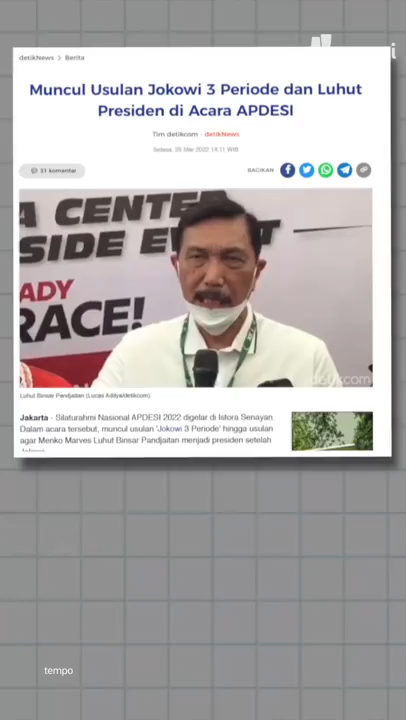 detikNews > Berita
Muncul Usulan Jokowi 3 Periode dan Luhut
Presiden di Acara APDESI
Tim detikcom - detikNews
Selasa, 29 Mar 2022 14:11 WIB
31 komentar
BAGIKAN
A CENTER
SIDE EVENT
ADY
RACE!
detikcom
Luhut Binsar Pandjaitan (Lucas Aditya/detikcom)
Jakarta - Silaturahmi Nasional APDESI 2022 digelar di Istora Senayan.
Dalam acara tersebut, muncul usulan 'Jokowi 3 Periode' hingga usulan
agar Menko Marves Luhut Binsar Pandjaitan menjadi presiden setelah
tempo